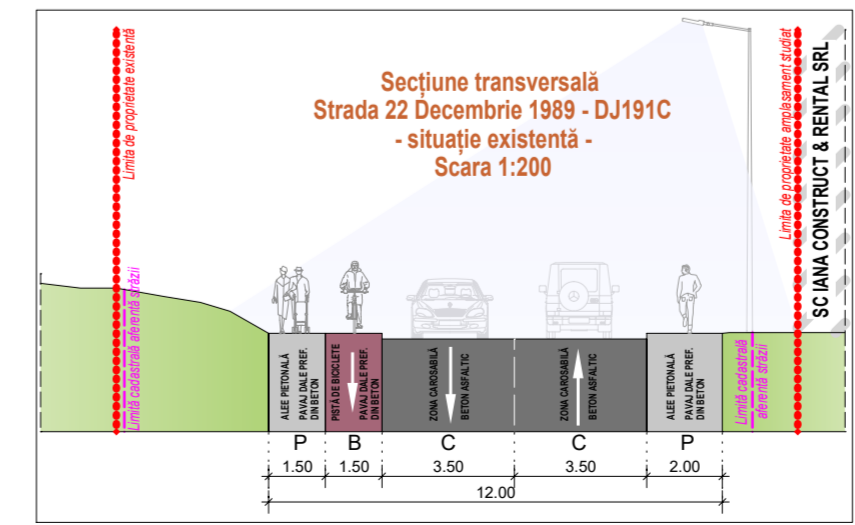 Secțiune transversală
Strada 22 Decembrie 1989 - DJ191C
- situație existentă -
Scara 1:200
Limita de proprietate existentă
Limită cadastrală aferentă străzii
Limita de proprietate amplasament studiat
SC IANA CONSTRUCT & RENTAL SRL
ALEE PIETONALĂ
PAVAJ DALE PREF.
DIN BETON
PISTĂ DE BICICLETE
PAVAJ DALE PREF.
DIN BETON
ZONA CAROSABILĂ
BETON ASFALTIC
ZONA CAROSABILĂ
BETON ASFALTIC
ALEE PIETONALĂ
PAVAJ DALE PREF.
DIN BETON
Limită cadastrală
aferentă străzii
P B C C P
1.50 1.50 3.50 3.50 2.00
12.00